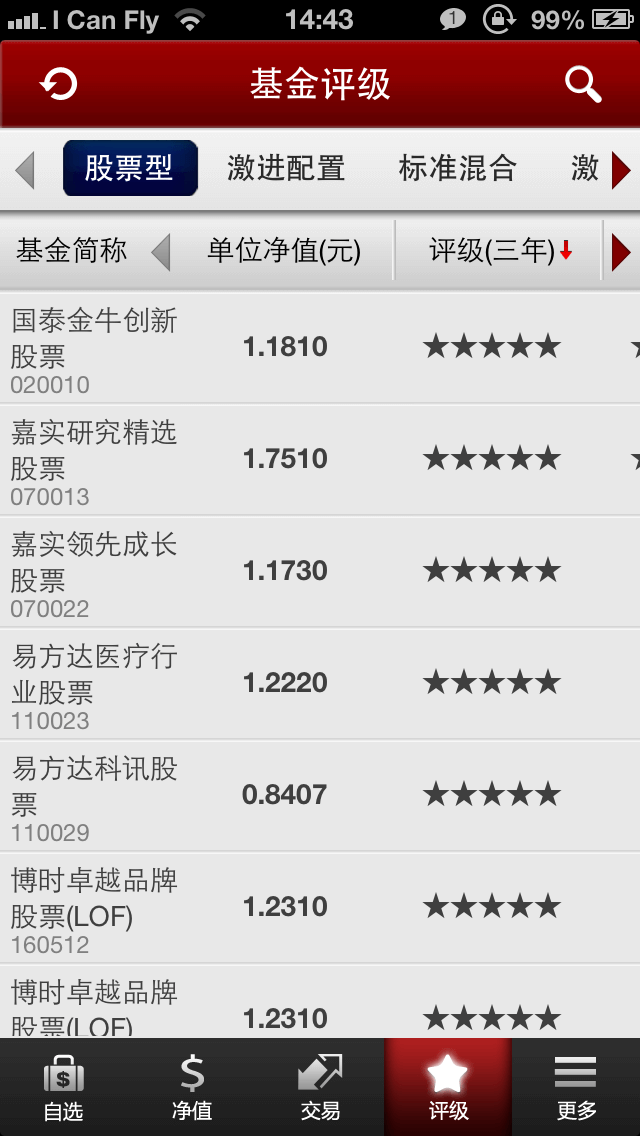 I Can Fly 14:43 1 99%
基金评级
股票型 激进配置 标准混合 激
基金简称 单位净值(元) 评级(三年)
国泰金牛创新
股票
020010
1.1810 ★★★★★
嘉实研究精选
股票
070013
1.7510 ★★★★★
嘉实领先成长
股票
070022
1.1730 ★★★★★
易方达医疗行
业股票
110023
1.2220 ★★★★★
易方达科讯股
票
110029
0.8407 ★★★★★
博时卓越品牌
股票(LOF)
160512
1.2310 ★★★★★
博时卓越品牌
股票(LOF)
1.2310 ★★★★★
自选 净值 交易 评级 更多